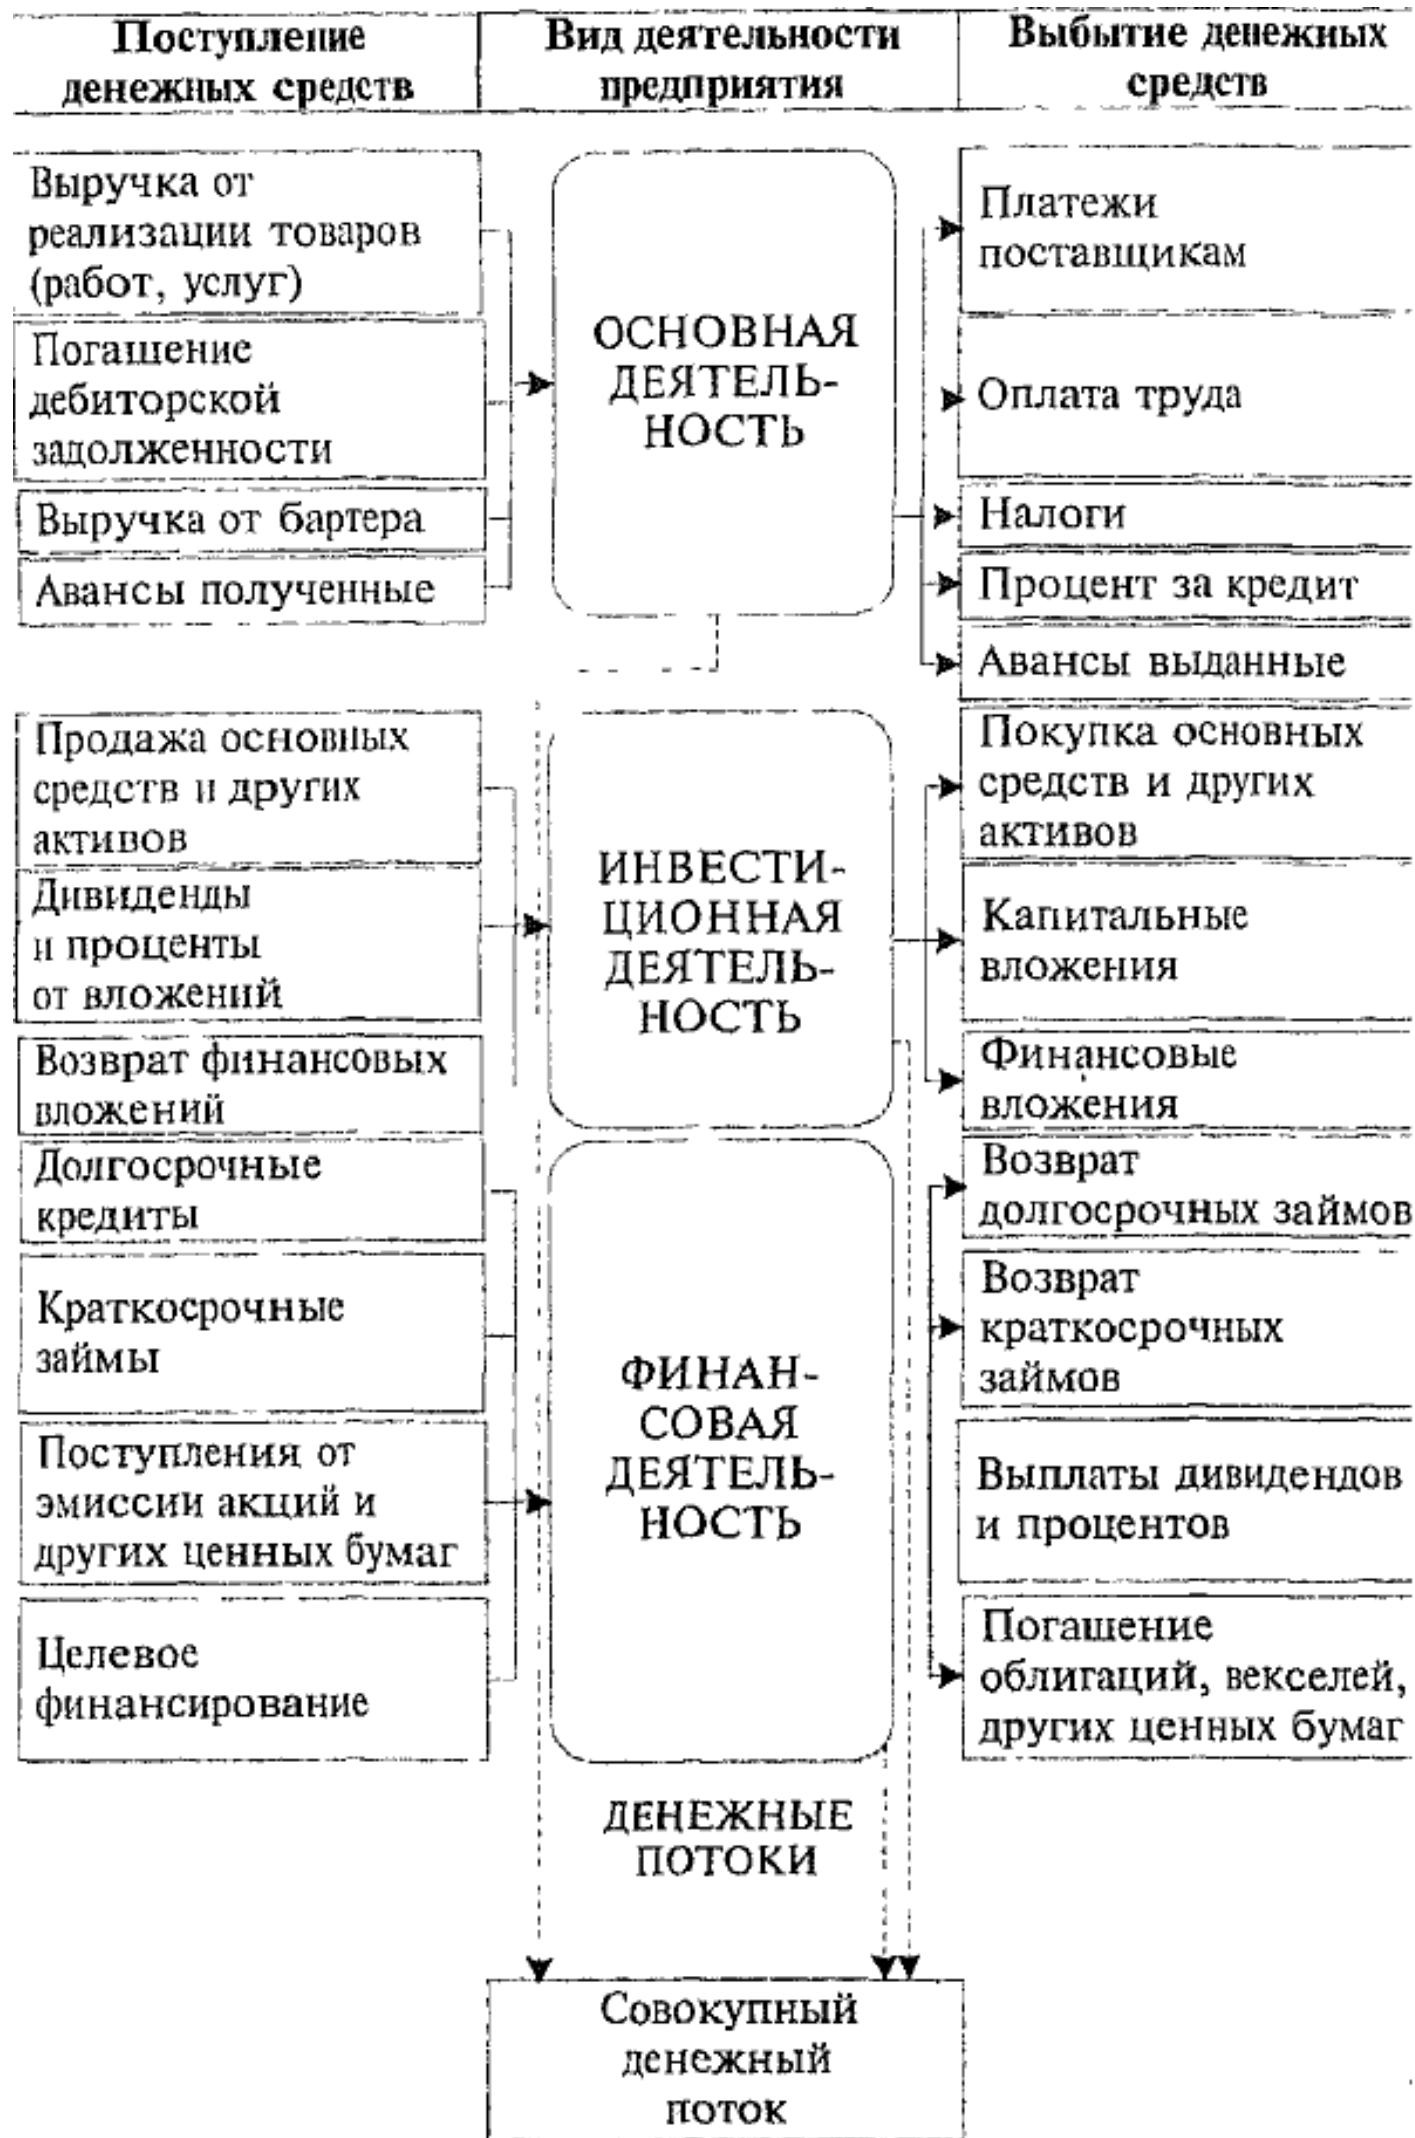 Поступление
денежных средств
Вид деятельности
предприятия
Выбытие денежных
средств
Выручка от
реализации товаров
(работ, услуг)
Погашение
дебиторской
задолженности
Выручка от бартера
Авансы полученные
ОСНОВНАЯ
ДЕЯТЕЛЬ-
НОСТЬ
Платежи
поставщикам
Оплата труда
Налоги
Процент за кредит
Авансы выданные
Продажа основных
средств и других
активов
Дивиденды
и проценты
от вложений
Возврат финансовых
вложений
ИНВЕСТИ-
ЦИОННАЯ
ДЕЯТЕЛЬ-
НОСТЬ
Покупка основных
средств и других
активов
Капитальные
вложения
Финансовые
вложения
Долгосрочные
кредиты
Краткосрочные
займы
Поступления от
эмиссии акций и
других ценных бумаг
Целевое
финансирование
ФИНАН-
СОВАЯ
ДЕЯТЕЛЬ-
НОСТЬ
Возврат
долгосрочных займов
Возврат
краткосрочных
займов
Выплаты дивидендов
и процентов
Погашение
облигаций, векселей,
других ценных бумаг
ДЕНЕЖНЫЕ
ПОТОКИ
Совокупный
денежный
поток